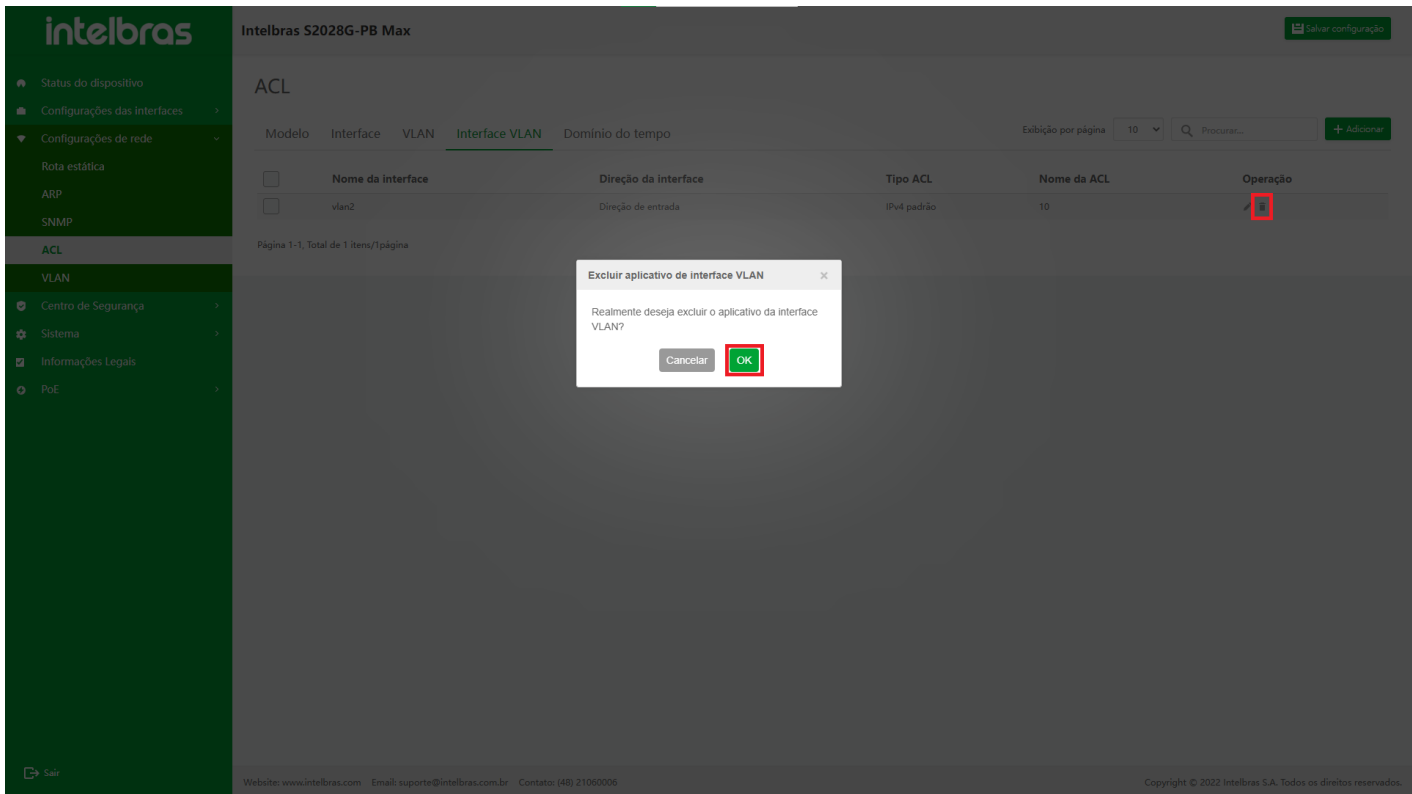 intelbras
Intelbras S2028G-PB Max
Salvar configuração
Status do dispositivo
Configurações das interfaces
Configurações de rede
Rota estática
ARP
SNMP
ACL
VLAN
Centro de Segurança
Sistema
Informações Legais
PoE
Sair
ACL
Modelo Interface VLAN Interface VLAN Domínio do tempo
Exibição por página 10 Procurar... + Adicionar
Nome da interface Direção da interface Tipo ACL Nome da ACL Operação
vlan2 Direção de entrada IPv4 padrão 10
Página 1-1, Total de 1 itens/1página
Excluir aplicativo de interface VLAN ×
Realmente deseja excluir o aplicativo da interface
VLAN?
Cancelar OK
Website: www.intelbras.com Email: suporte@intelbras.com.br Contato: (48) 21060006
Copyright © 2022 Intelbras S.A. Todos os direitos reservados.